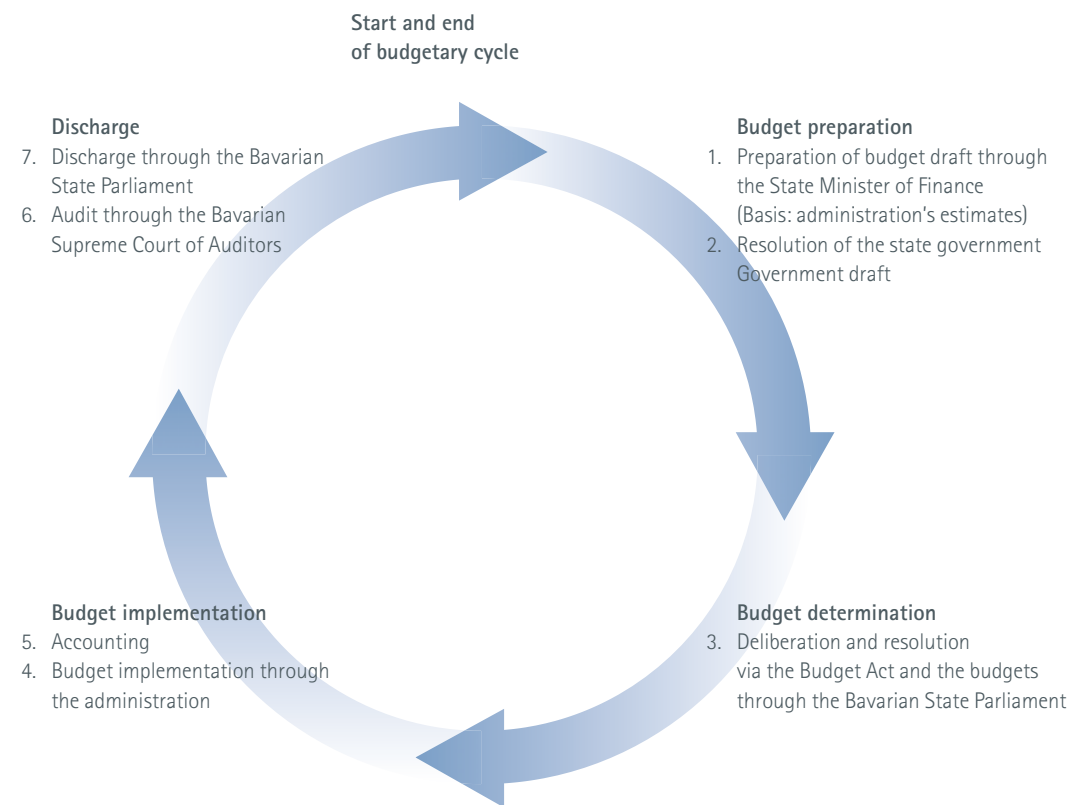 Start and end
of budgetary cycle
Discharge
7. Discharge through the Bavarian
State Parliament
6. Audit through the Bavarian
Supreme Court of Auditors
Budget preparation
1. Preparation of budget draft through
the State Minister of Finance
(Basis: administration's estimates)
2. Resolution of the state government
Government draft
Budget implementation
5. Accounting
4. Budget implementation through
the administration
Budget determination
3. Deliberation and resolution
via the Budget Act and the budgets
through the Bavarian State Parliament